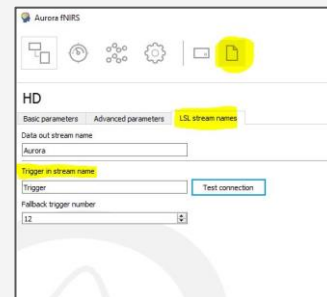 Aurora fNIRS
HD
Basic parameters Advanced parameters LSL stream names
Data out stream name
Aurora
Trigger in stream name
Trigger Test connection
Fallback trigger number
12